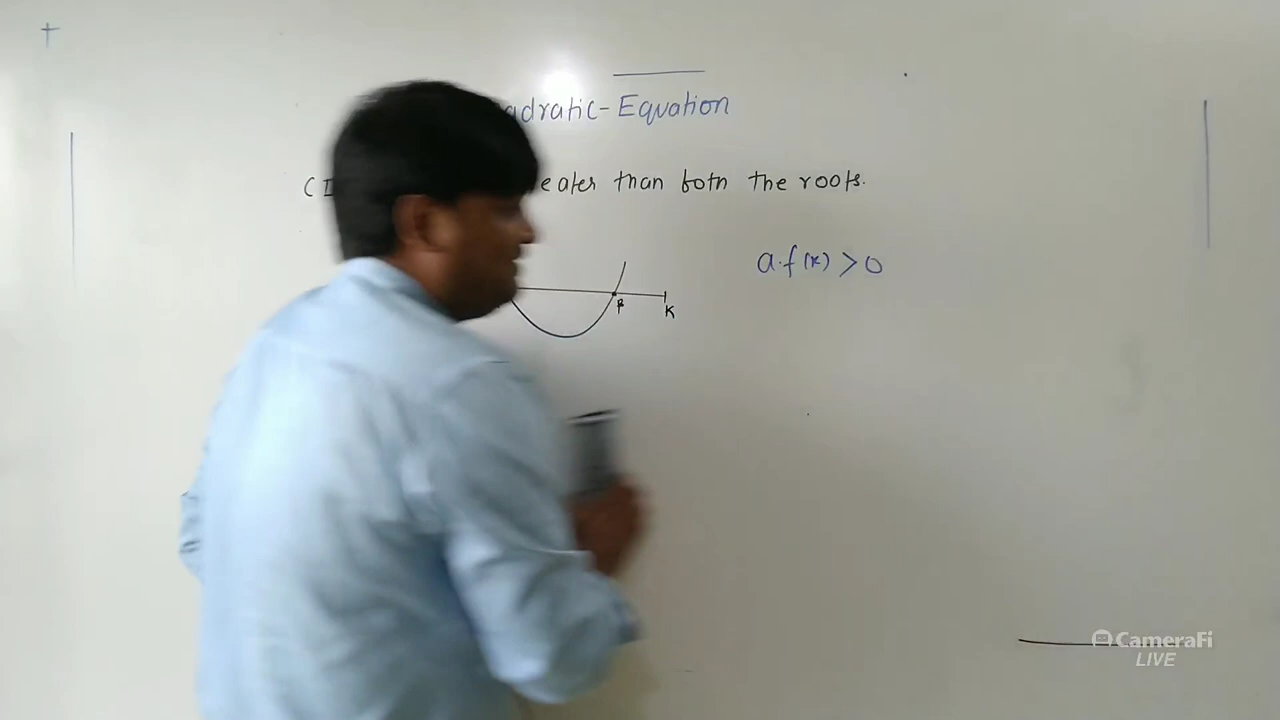 adratic-Equation
(I eater than both the roots.
a.f(k) >0
β K
CameraFi
LIVE